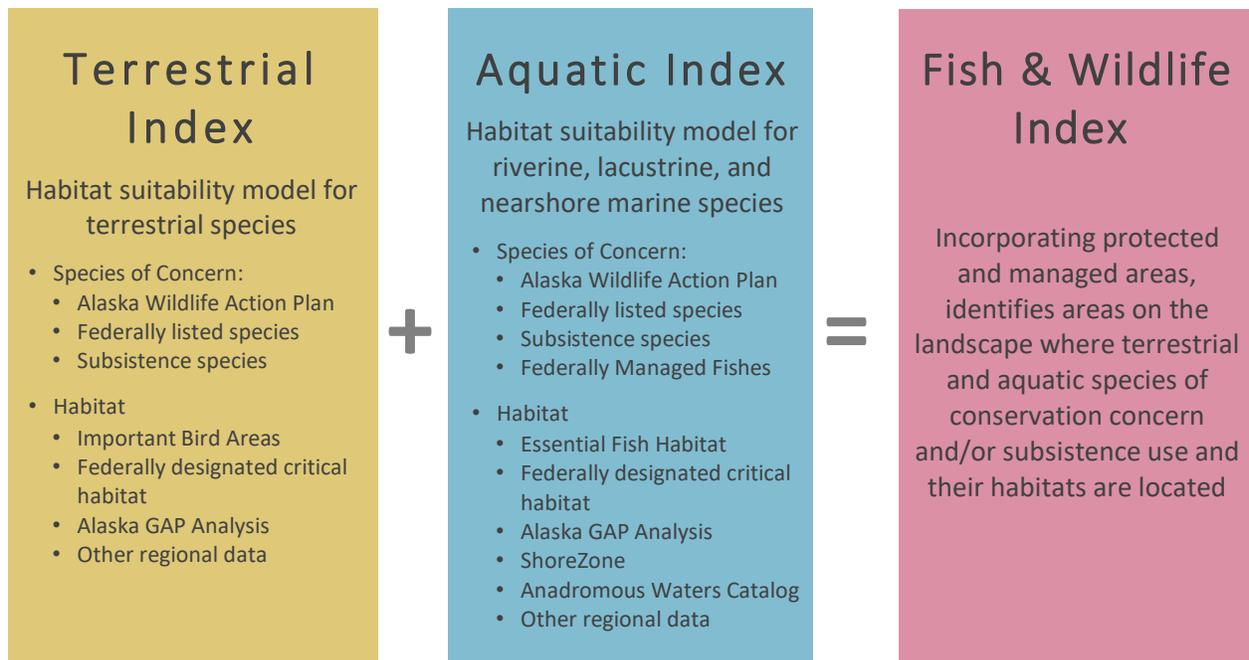 Terrestrial
Index
Habitat suitability model for
terrestrial species
• Species of Concern:
• Alaska Wildlife Action Plan
• Federally listed species
• Subsistence species
• Habitat
• Important Bird Areas
• Federally designated critical
habitat
• Alaska GAP Analysis
• Other regional data
+
Aquatic Index
Habitat suitability model for
riverine, lacustrine, and
nearshore marine species
• Species of Concern:
• Alaska Wildlife Action Plan
• Federally listed species
• Subsistence species
• Federally Managed Fishes
• Habitat
• Essential Fish Habitat
• Federally designated critical
habitat
• Alaska GAP Analysis
• ShoreZone
• Anadromous Waters Catalog
• Other regional data
=
Fish & Wildlife
Index
Incorporating protected
and managed areas,
identifies areas on the
landscape where terrestrial
and aquatic species of
conservation concern
and/or subsistence use and
their habitats are located